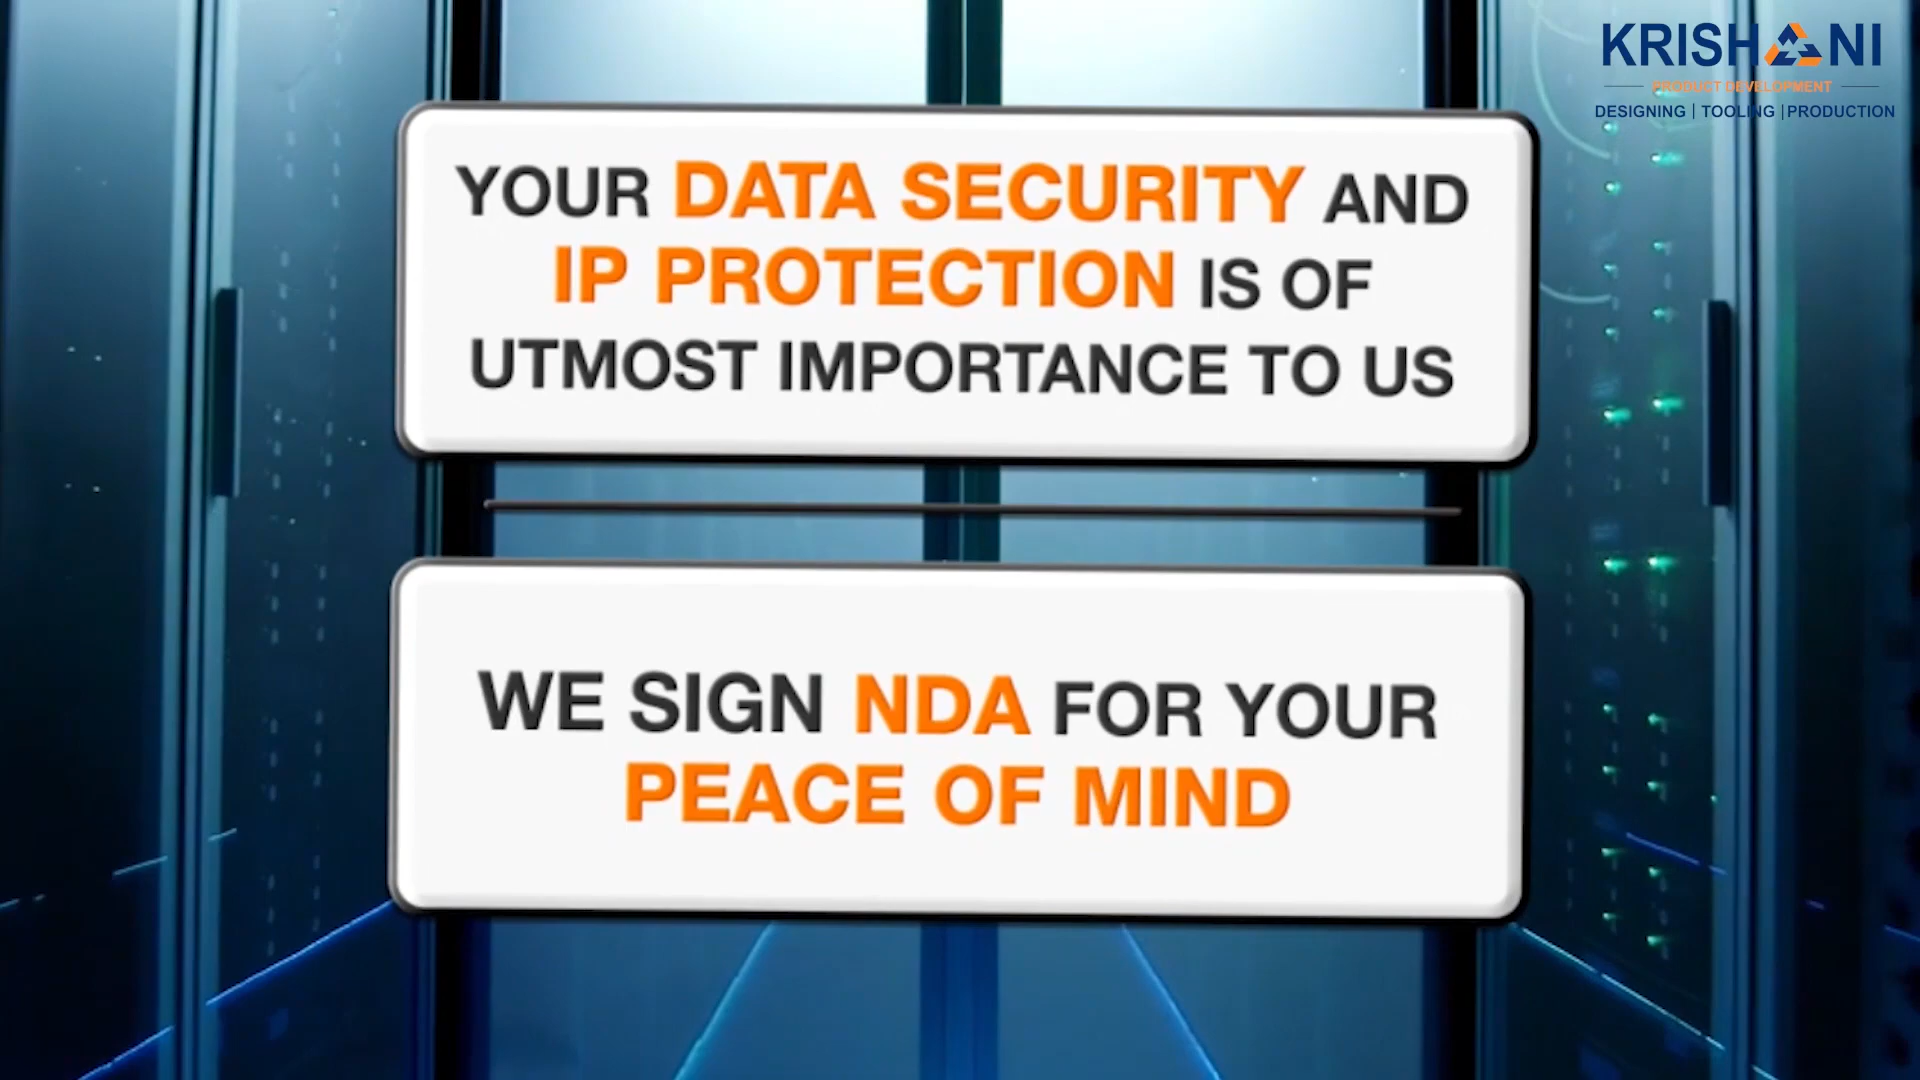 KRISHANI
PRODUCT DEVELOPMENT
DESIGNING | TOOLING | PRODUCTION
YOUR DATA SECURITY AND
IP PROTECTION IS OF
UTMOST IMPORTANCE TO US
WE SIGN NDA FOR YOUR
PEACE OF MIND